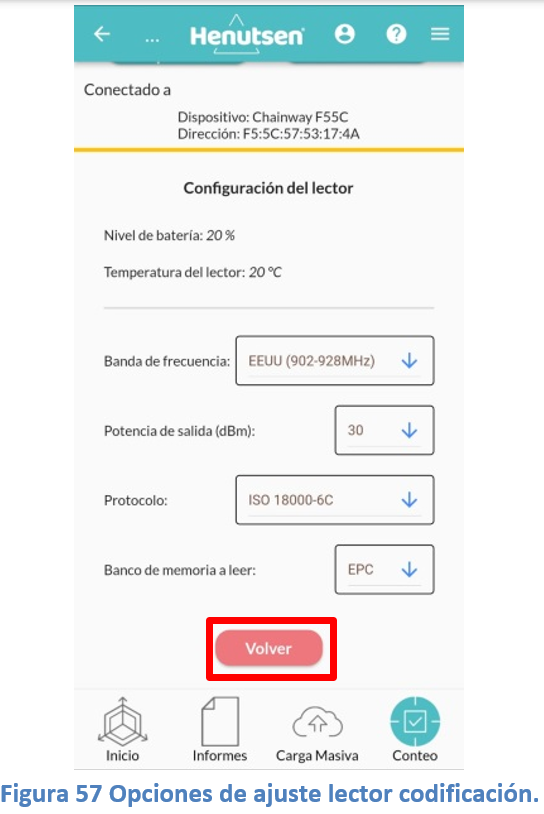 ... Henutsen
Conectado a
Dispositivo: Chainway F55C
Dirección: F5:5C:57:53:17:4A
Configuración del lector
Nivel de batería: 20 %
Temperatura del lector: 20 °C
Banda de frecuencia: EEUU (902-928MHz)
Potencia de salida (dBm): 30
Protocolo: ISO 18000-6C
Banco de memoria a leer: EPC
Volver
Inicio Informes Carga Masiva Conteo
Figura 57 Opciones de ajuste lector codificación.